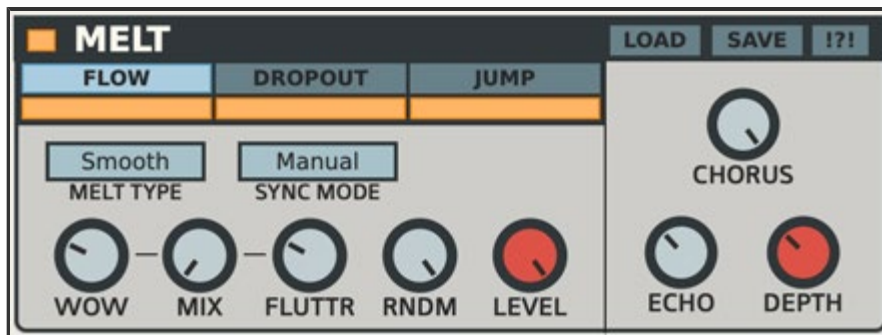 MELT LOAD SAVE !?!
FLOW DROPOUT JUMP
Smooth Manual
MELT TYPE SYNC MODE
CHORUS
WOW MIX FLUTTR RNDM LEVEL ECHO DEPTH